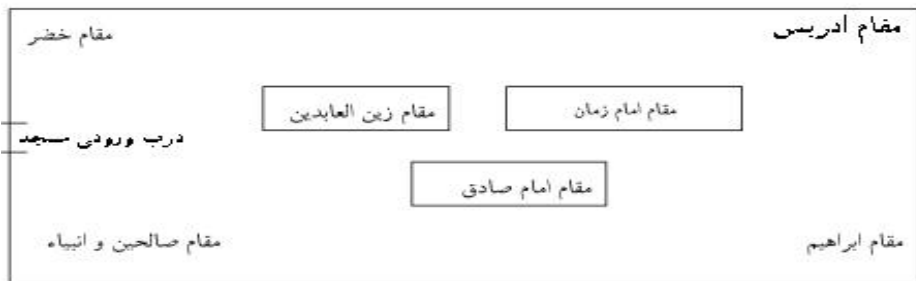 مقام ادریس
مقام خضر
مقام امام زمان
مقام زین العابدین
درب ورودی مسجد
مقام امام صادق
مقام ابراهیم
مقام صالحین و انبیاء